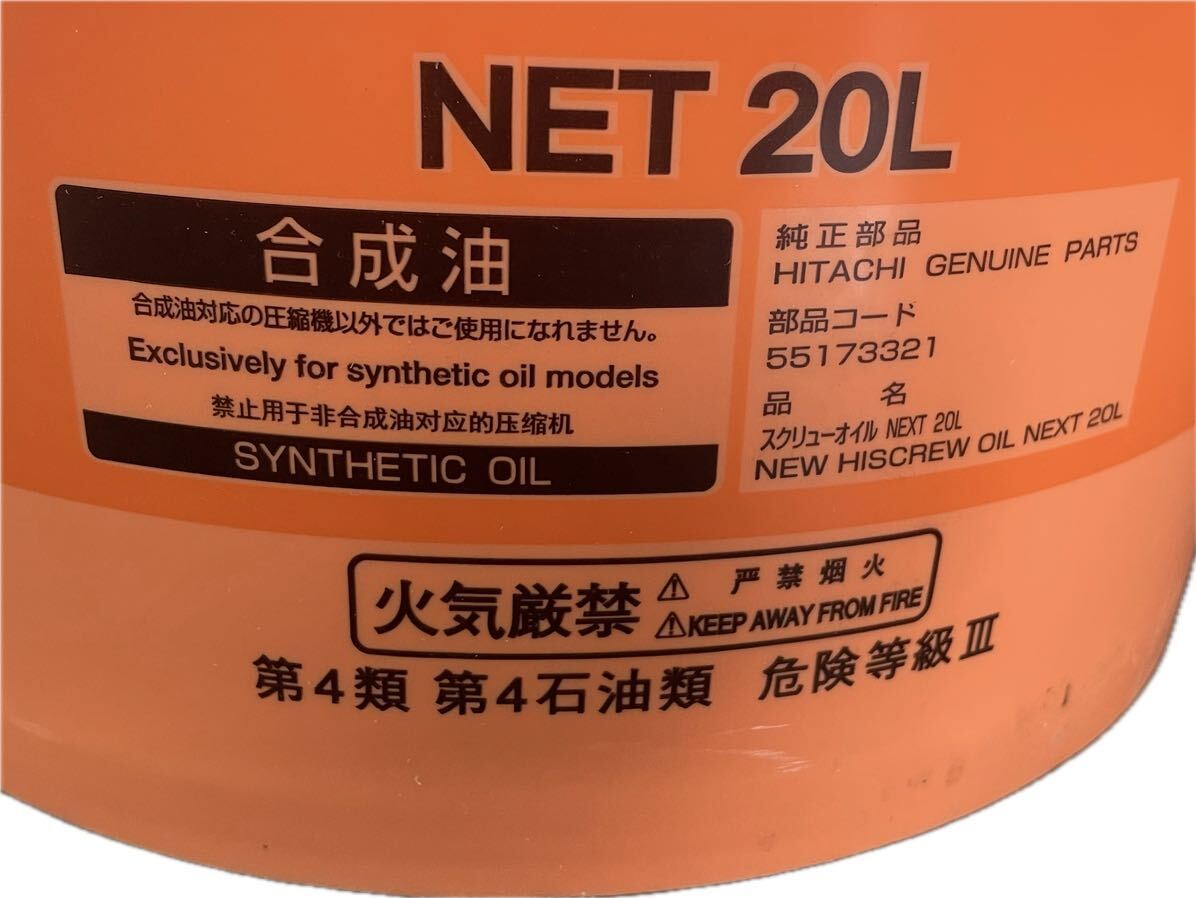 NET 20L
合成油
合成油対応の圧縮機以外ではご使用になれません。
Exclusively for synthetic oil models
禁止用于非合成油对应的压缩机
SYNTHETIC OIL
純正部品
HITACHI GENUINE PARTS
部品コード
55173321
品 名
スクリューオイル NEXT 20L
NEW HISCREW OIL NEXT 20L
火気厳禁
⚠ 严禁烟火
⚠KEEP AWAY FROM FIRE
第4類 第4石油類 危険等級Ⅲ